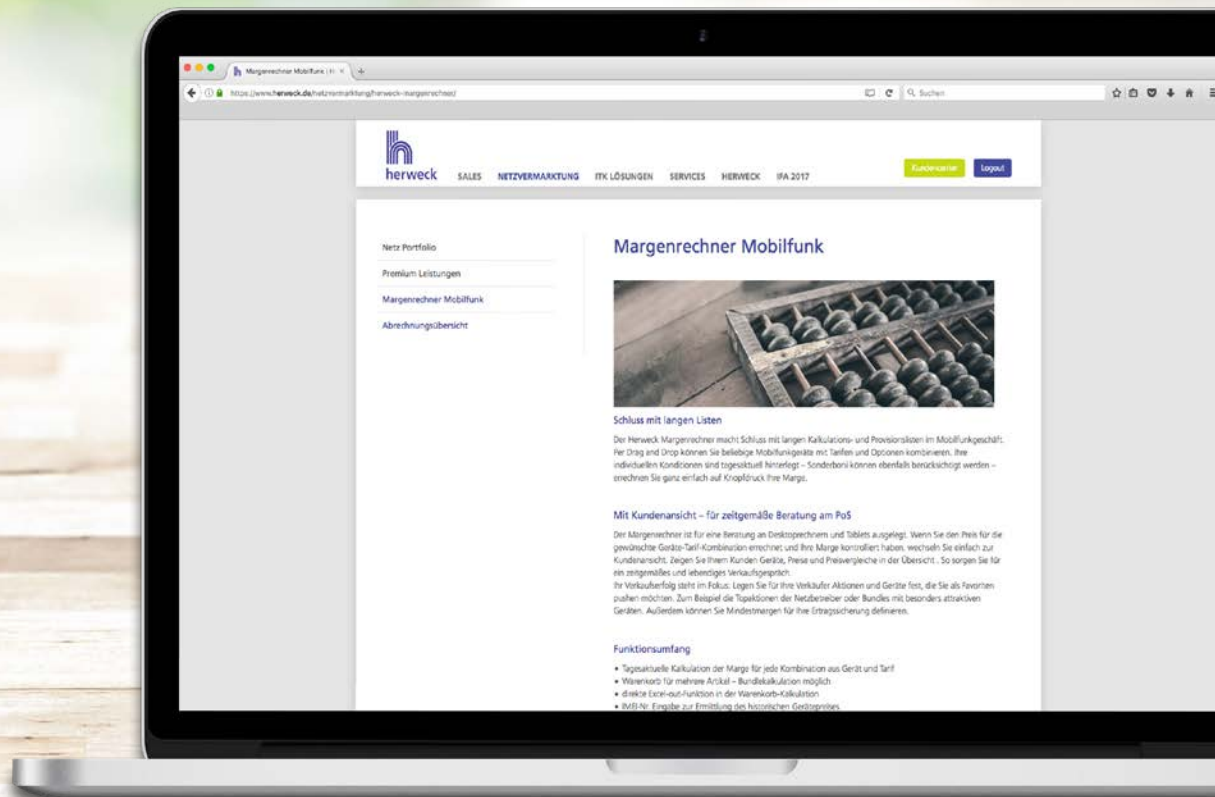 Margenrechner Mobilfunk | H
https://www.herweck.de/netzvermarktung/herweck-margenrechner/
Suchen
herweck
SALES NETZVERMARKTUNG ITK LÖSUNGEN SERVICES HERWECK IFA 2017
Kundencenter Logout
Netz Portfolio
Premium Leistungen
Margenrechner Mobilfunk
Abrechnungsübersicht
Margenrechner Mobilfunk
Schluss mit langen Listen
Der Herweck Margenrechner macht Schluss mit langen Kalkulations- und Provisionslisten im Mobilfunkgeschäft.
Per Drag and Drop können Sie beliebige Mobilfunkgeräte mit Tarifen und Optionen kombinieren. Ihre
individuellen Konditionen sind tagesaktuell hinterlegt – Sonderboni können ebenfalls berücksichtigt werden –
errechnen Sie ganz einfach auf Knopfdruck Ihre Marge.
Mit Kundenansicht – für zeitgemäße Beratung am PoS
Der Margenrechner ist für eine Beratung an Desktoprechnern und Tablets ausgelegt. Wenn Sie den Preis für die
gewünschte Geräte-Tarif-Kombination errechnet und Ihre Marge kontrolliert haben, wechseln Sie einfach zur
Kundenansicht. Zeigen Sie Ihrem Kunden Geräte, Preise und Preisvergleiche in der Übersicht . So sorgen Sie für
ein zeitgemäßes und lebendiges Verkaufsgespräch.
Ihr Verkaufserfolg steht im Fokus: Legen Sie für Ihre Verkäufer Aktionen und Geräte fest, die Sie als Favoriten
pushen möchten. Zum Beispiel die Topaktionen der Netzbetreiber oder Bundles mit besonders attraktiven
Geräten. Außerdem können Sie Mindestmargen für Ihre Ertragssicherung definieren.
Funktionsumfang
• Tagesaktuelle Kalkulation der Marge für jede Kombination aus Gerät und Tarif
• Warenkorb für mehrere Artikel – Bundlekalkulation möglich
• direkte Excel-out-Funktion in der Warenkorb-Kalkulation
• IMEI-Nr. Eingabe zur Ermittlung des historischen Gerätepreises